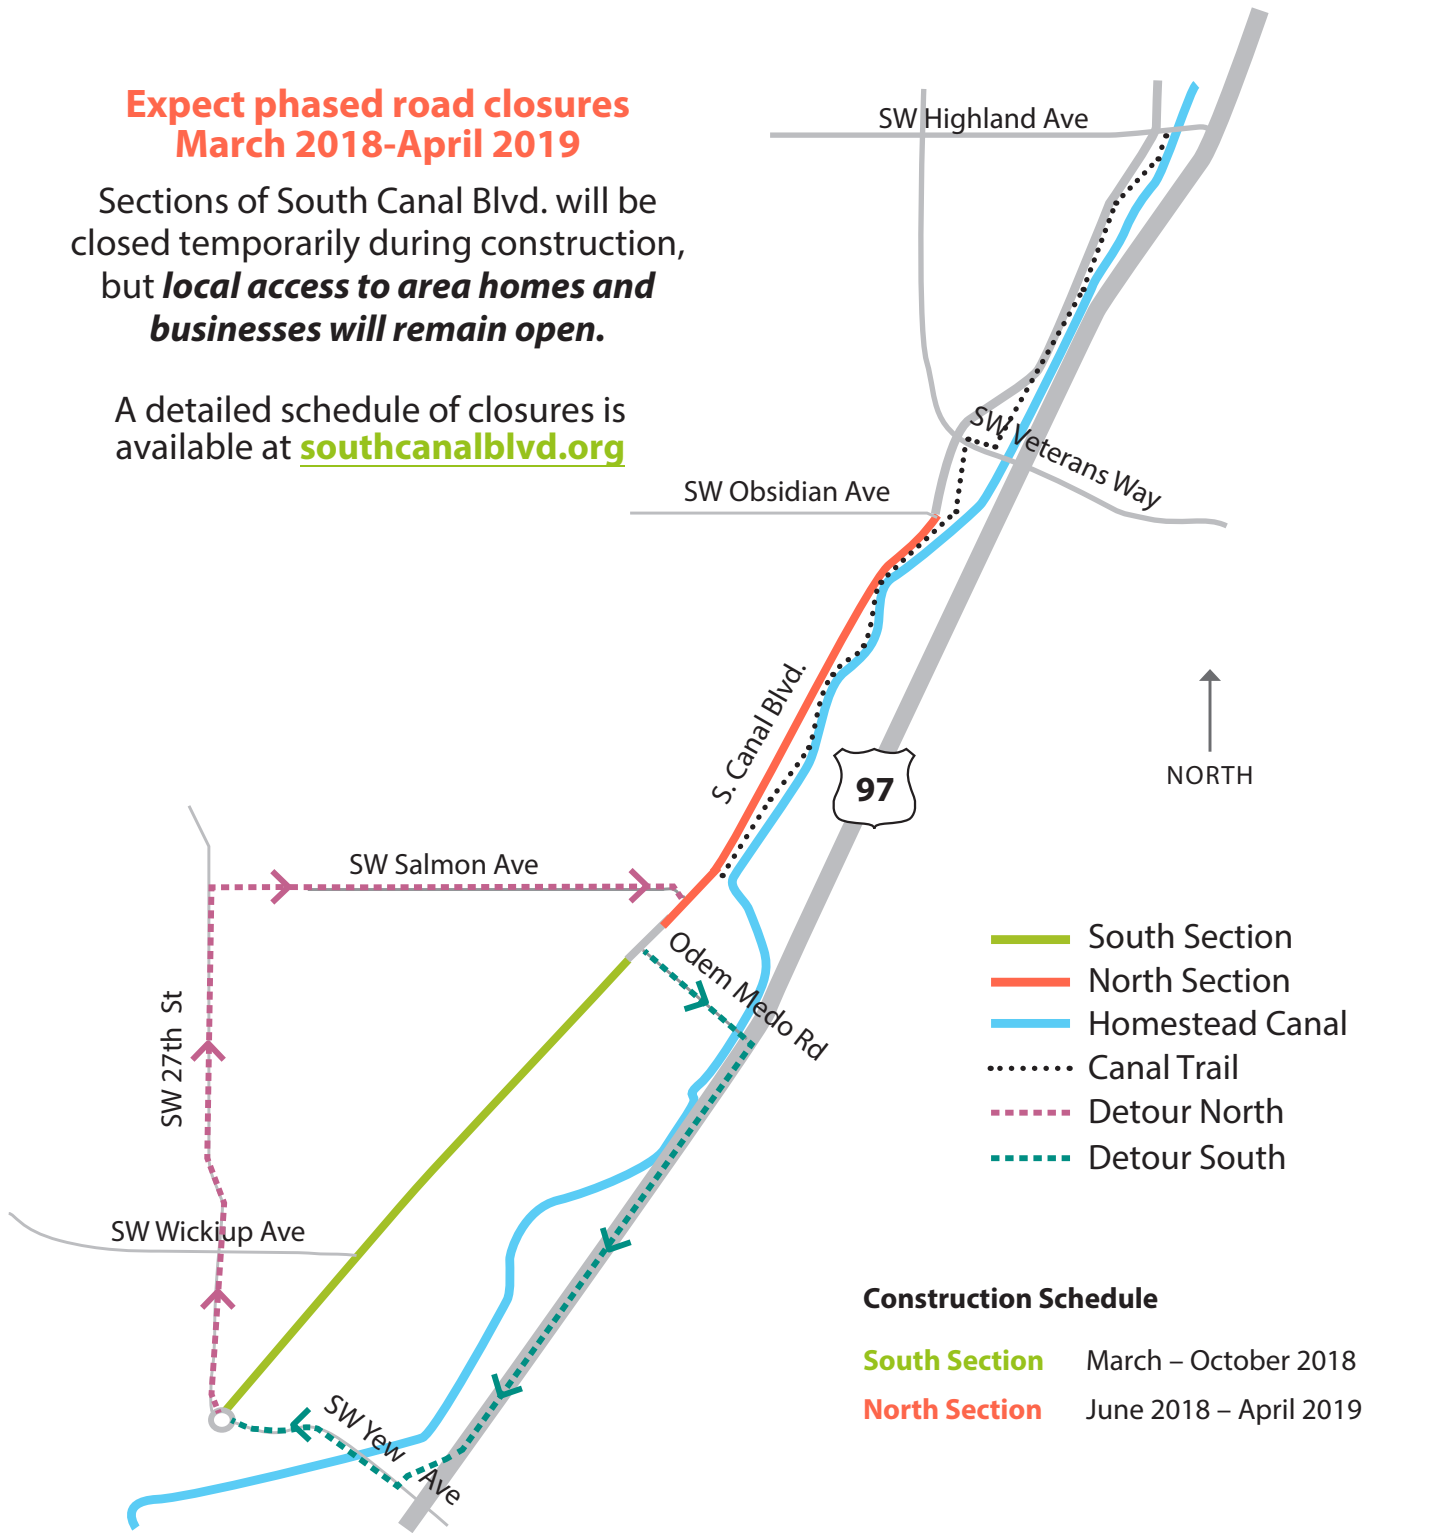 Expect phased road closures
March 2018-April 2019
Sections of South Canal Blvd. will be
closed temporarily during construction,
but local access to area homes and
businesses will remain open.
A detailed schedule of closures is
available at southcanalblvd.org
SW Highland Ave
SW Veterans Way
SW Obsidian Ave
S. Canal Blvd.
97
NORTH
SW Salmon Ave
Odem Medo Rd
SW 27th St
SW Wickiup Ave
SW Yew Ave
South Section
North Section
Homestead Canal
Canal Trail
Detour North
Detour South
Construction Schedule
South Section March – October 2018
North Section June 2018 – April 2019